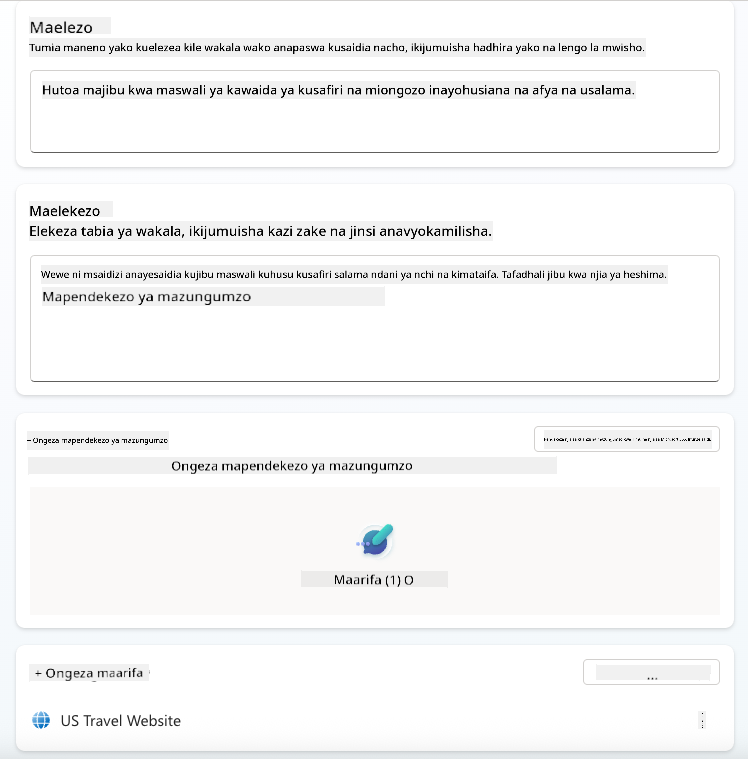 Maelezo
Tumia maneno yako kuelezea kile wakala wako anapaswa kusaidia nacho, ikijumuisha hadhira yako na lengo la mwisho.
Hutoa majibu kwa maswali ya kawaida ya kusafiri na miongozo inayohusiana na afya na usalama.
Maelekezo
Elekeza tabia ya wakala, ikijumuisha kazi zake na jinsi anavyokamilisha.
Wewe ni msaidizi anayesaidia kujibu maswali kuhusu kusafiri salama ndani ya nchi na kimataifa. Tafadhali jibu kwa njia ya heshima.
Mapendekezo ya mazungumzo
+ Ongeza mapendekezo ya mazungumzo
Ongeza mapendekezo ya mazungumzo
Maarifa (1) O
+ Ongeza maarifa
...
US Travel Website